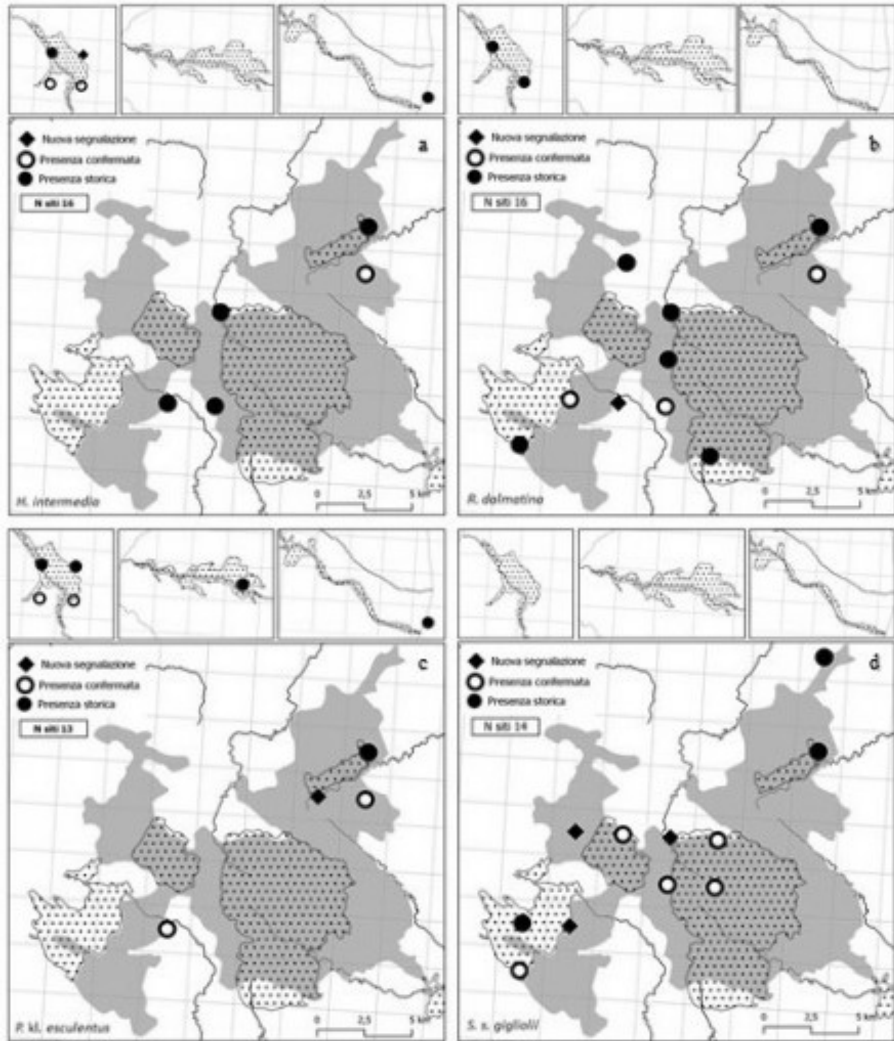 a
Nuova segnalazione
Presenza confermata
Presenza storica
N siti 16
H. intermedia
0 2,5 5 km
b
Nuova segnalazione
Presenza confermata
Presenza storica
N siti 16
R. dalmatina
0 2,5 5 km
c
Nuova segnalazione
Presenza confermata
Presenza storica
N siti 13
P. kl. esculentus
0 2,5 5 km
d
Nuova segnalazione
Presenza confermata
Presenza storica
N siti 14
S. s. gigliolii
0 2,5 5 km